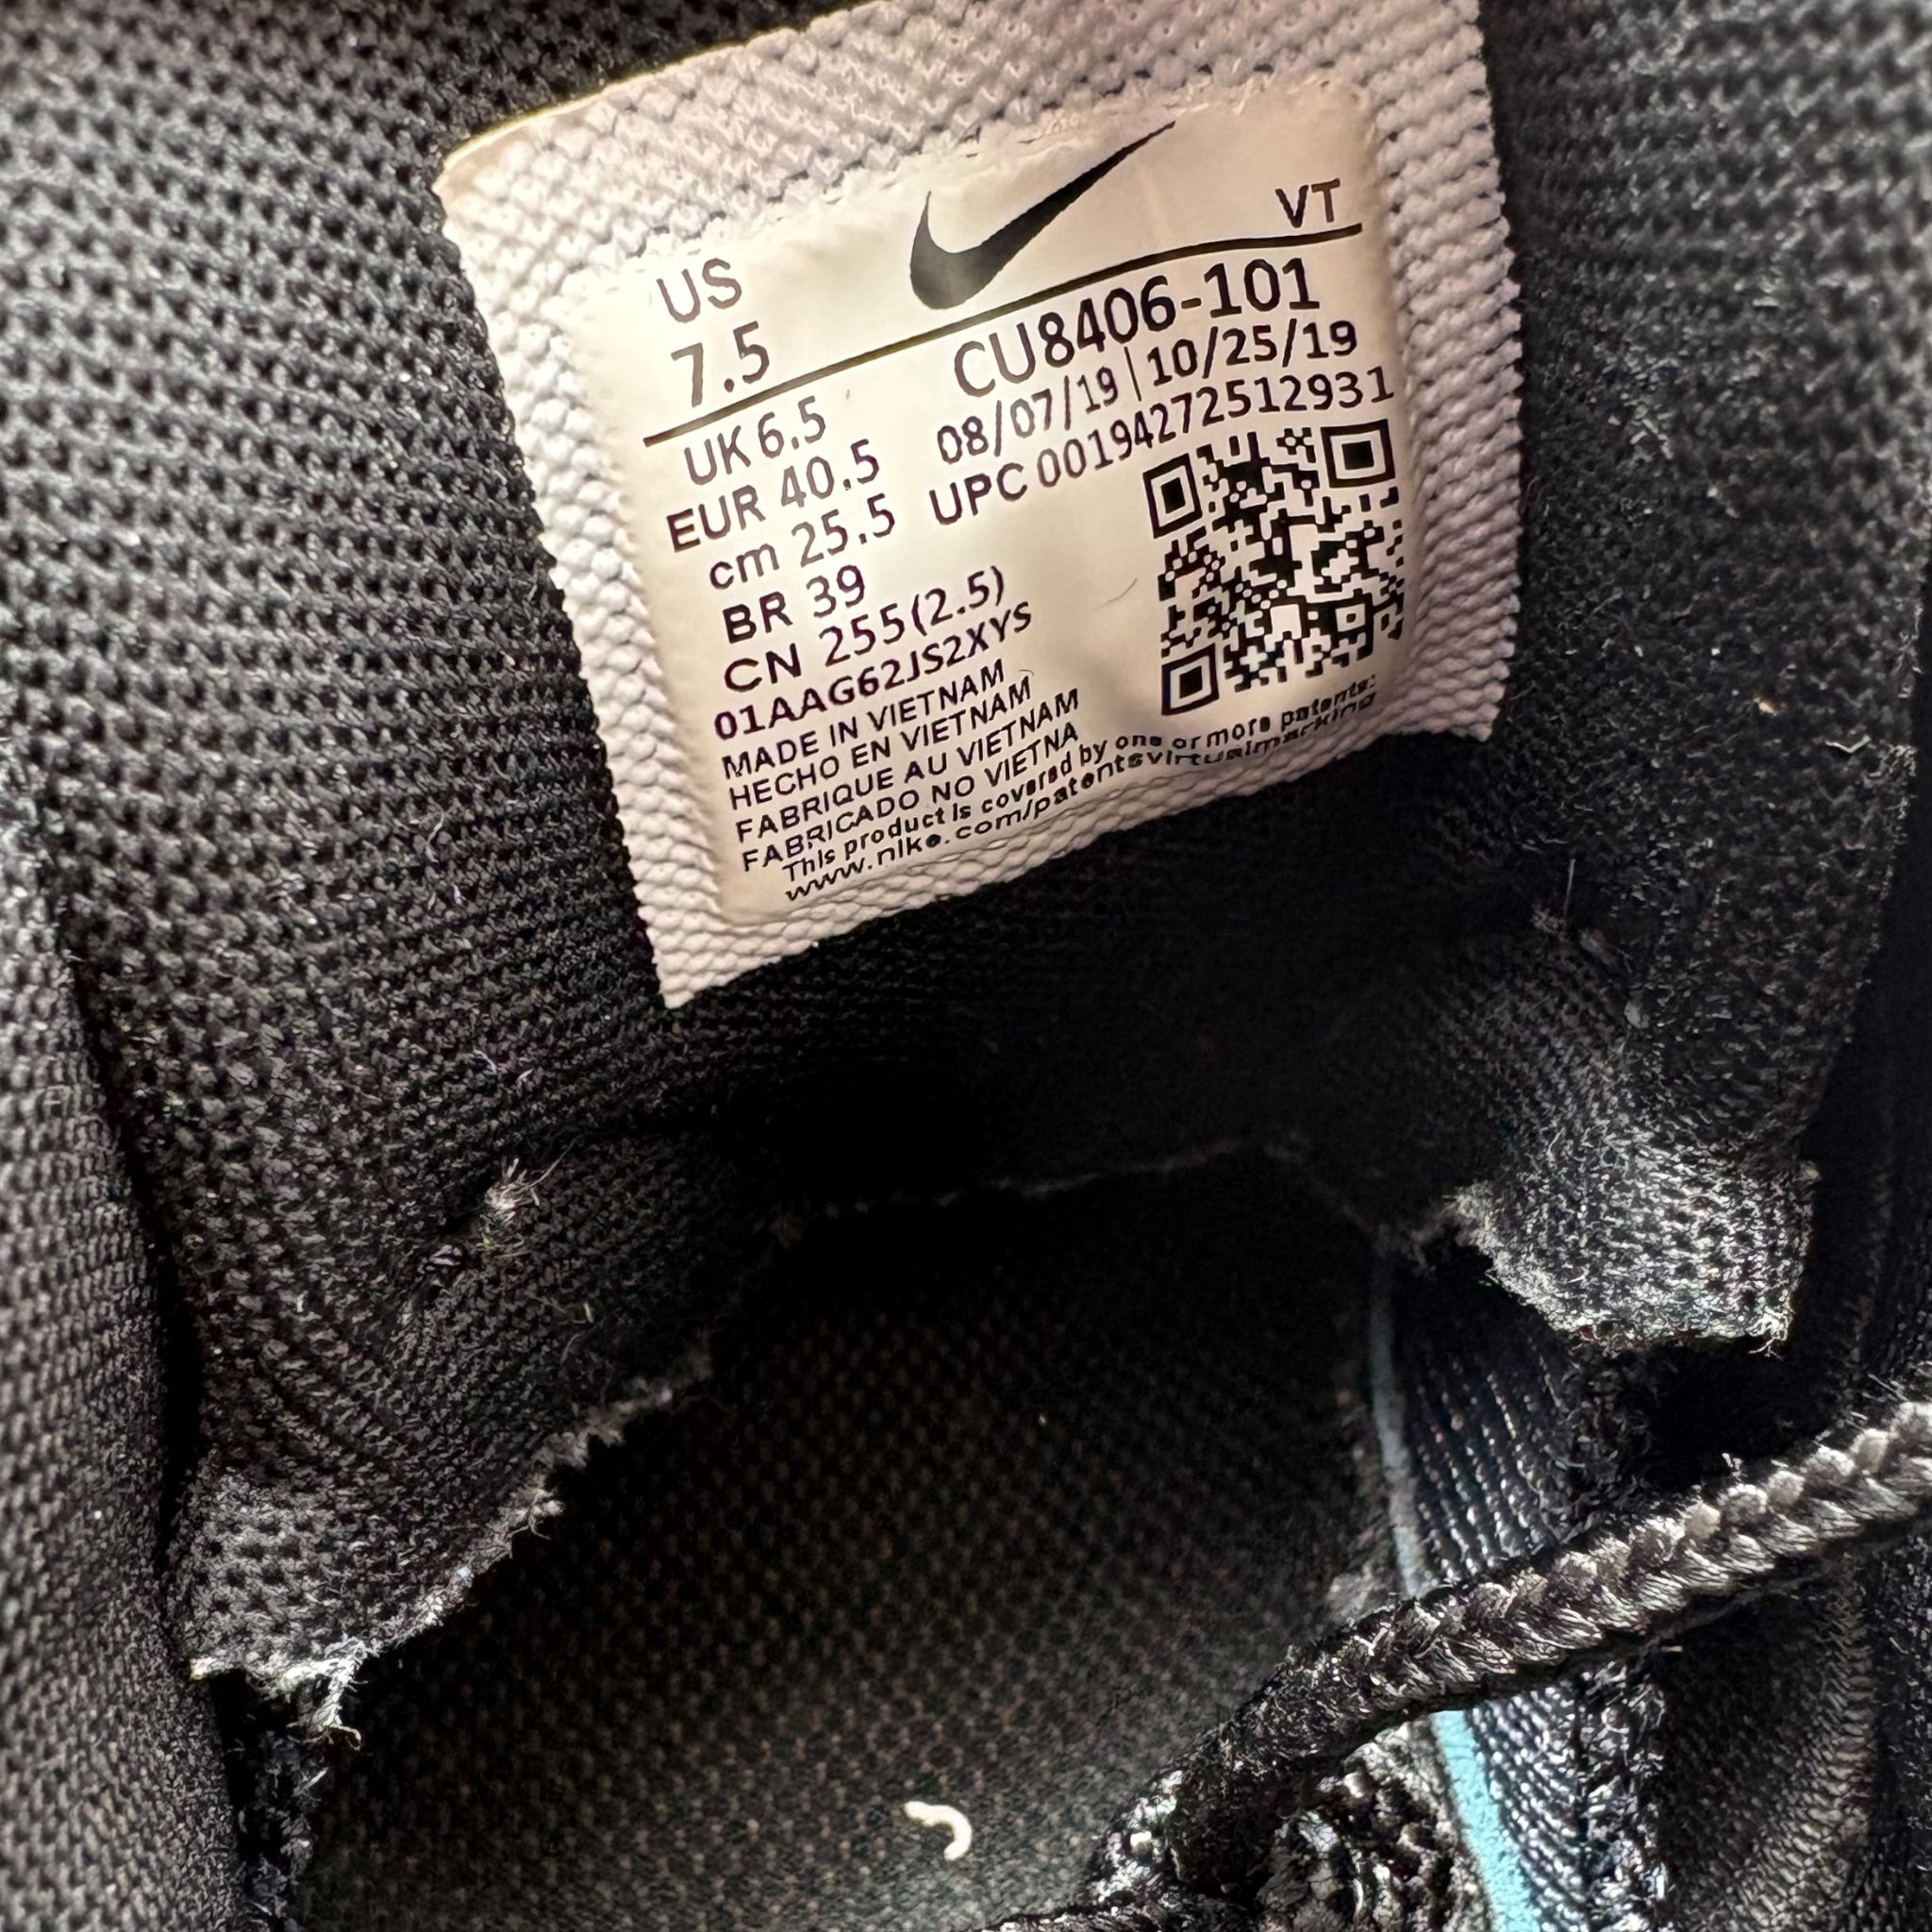 US
7.5
VT
UK 6.5
EUR 40.5
cm 25.5
BR 39
CN 255(2.5)
01AAG62JS2XYS
CU8406-101
08/07/19 | 10/25/19
UPC 00194272512931
MADE IN VIETNAM
HECHO EN VIETNAM
FABRIQUE AU VIETNAM
FABRICADO NO VIETNA
This product is covered by one or more patents:
www.nike.com/patentsvirtualmarking